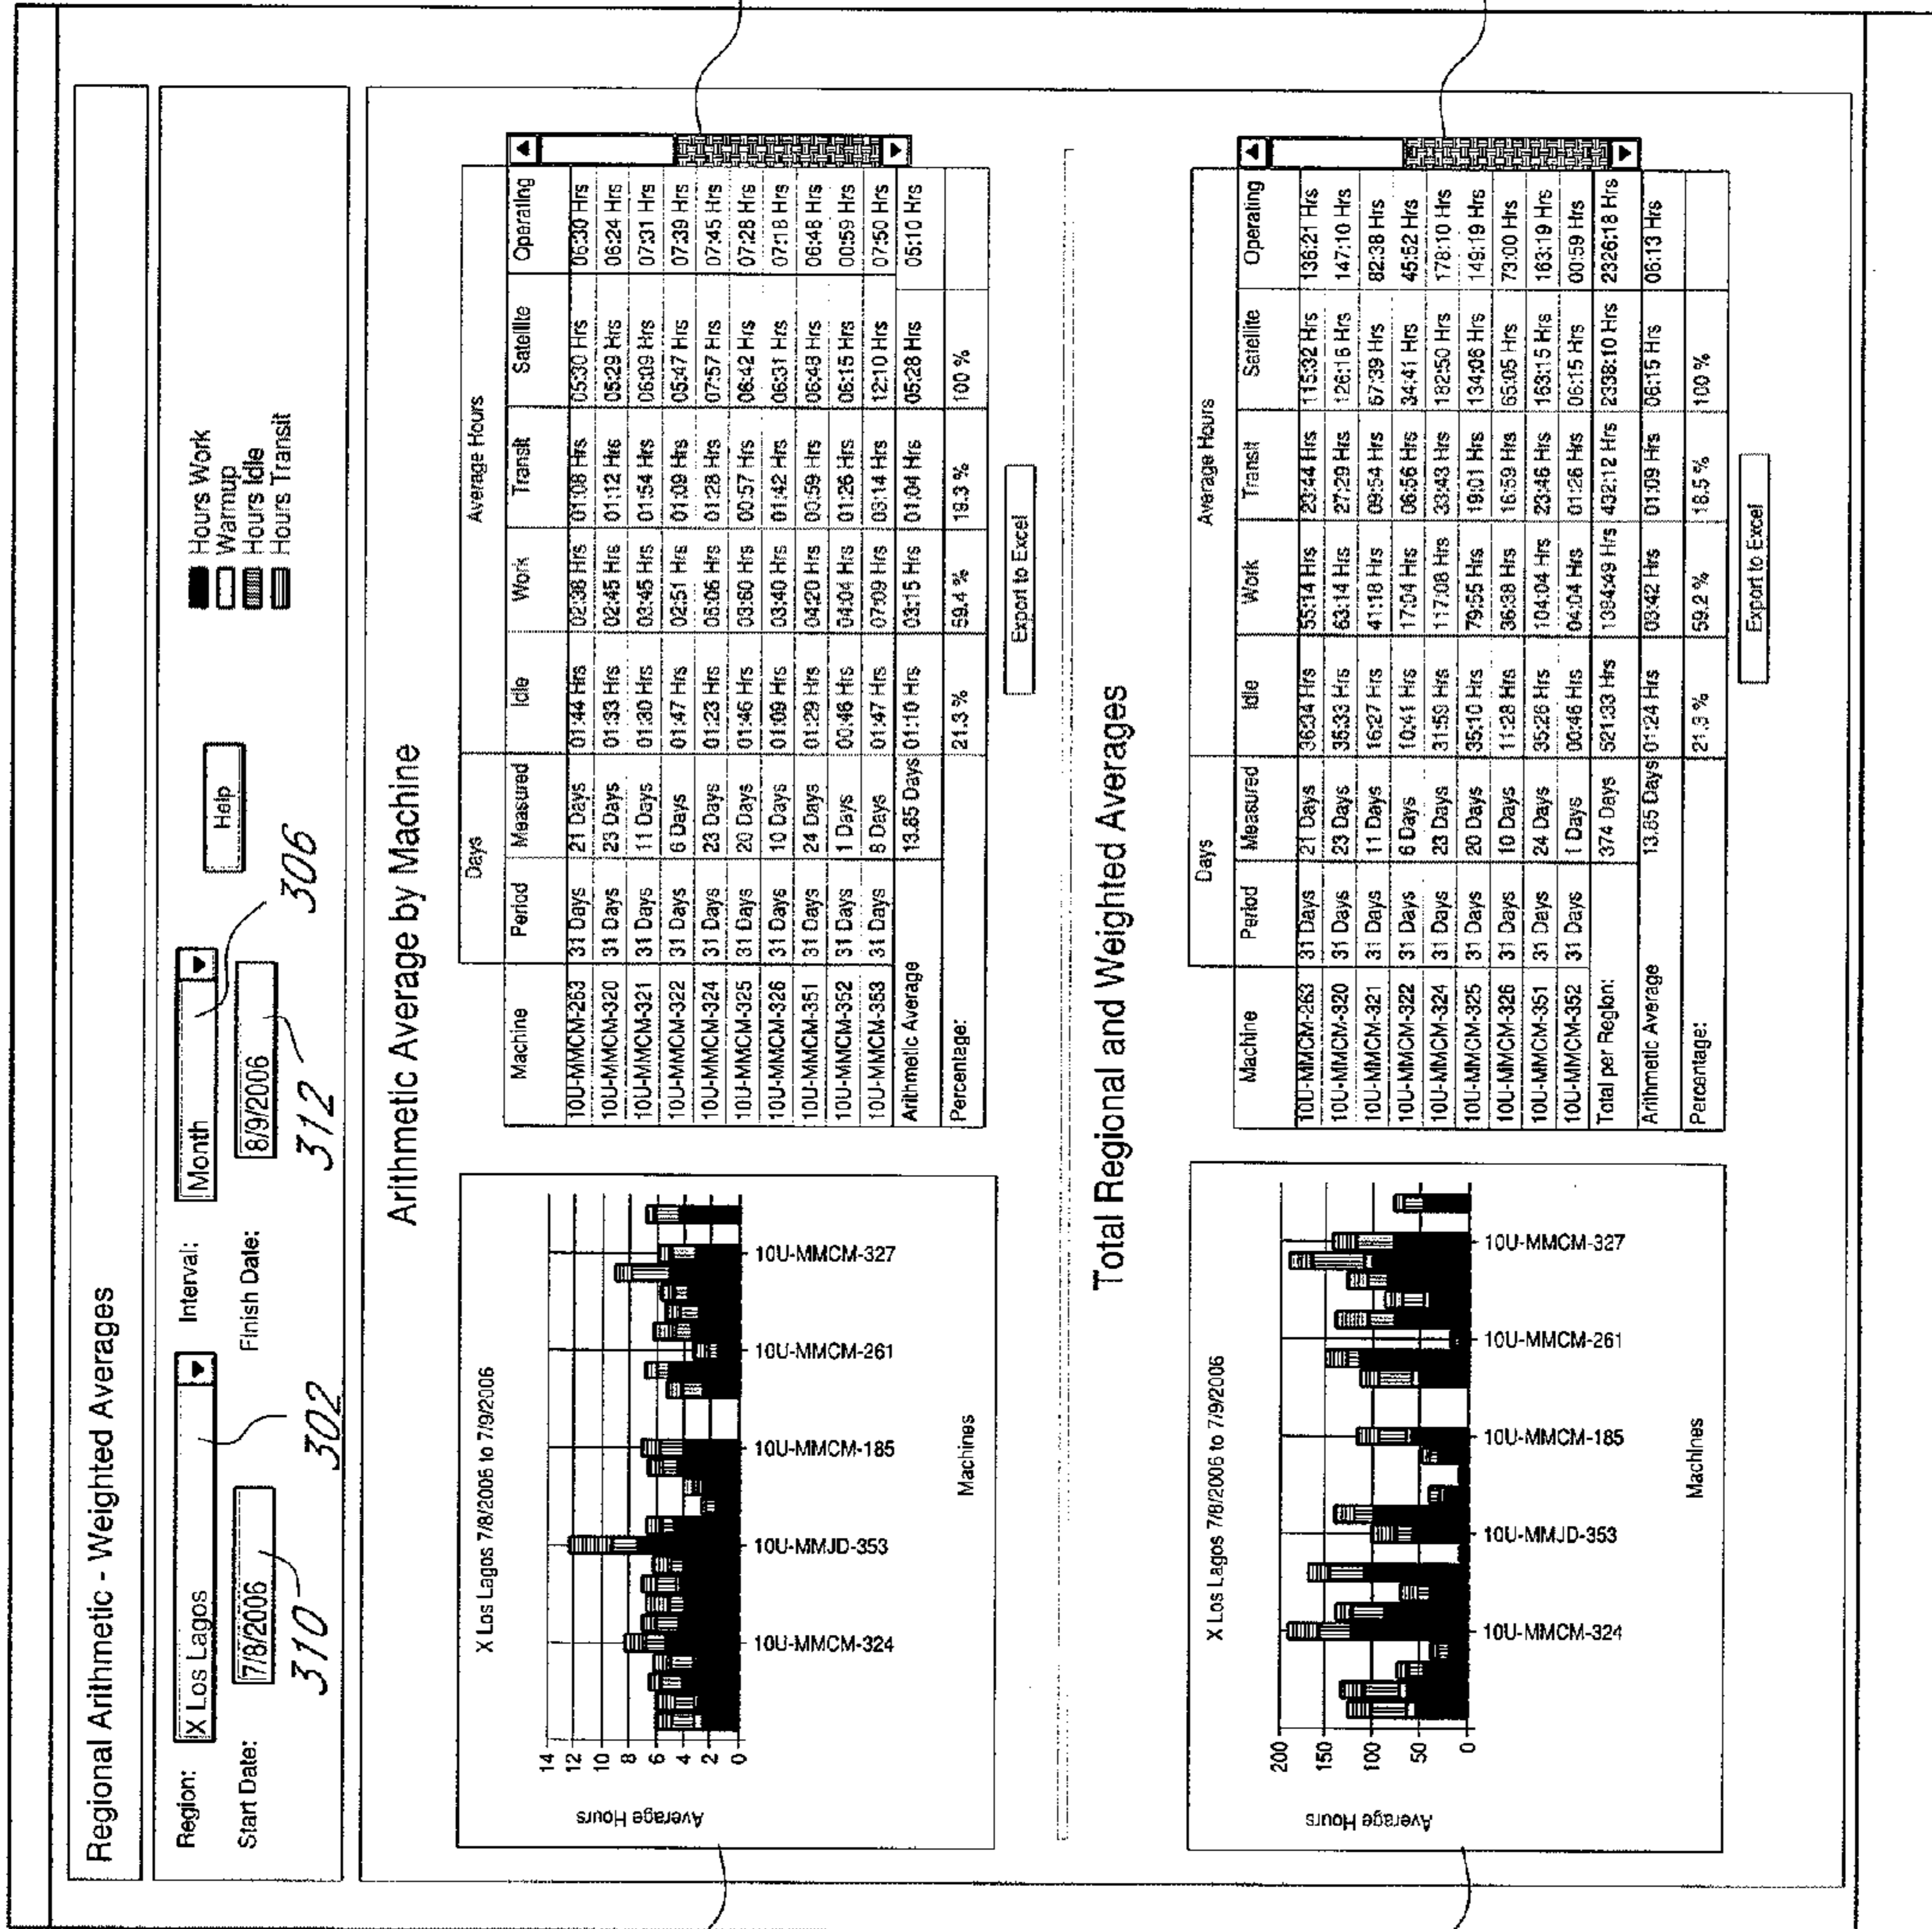 Regional Arithmetic - Weighted Averages
Region: X Los Lagos Interval: Month Help
Start Date: 7/8/2006 Finish Date: 8/9/2006
310 302 312 306
Hours Work
Warmup
Hours Idle
Hours Transit
Aritmetic Average by Machine
X Los Lagos 7/8/2006 to 7/9/2006
Average Hours
14
12
10
8
6
4
2
0
10U-MMCM-324 10U-MMJD-353 10U-MMCM-185 10U-MMCM-261 10U-MMCM-327
Machines
Days Average Hours
Machine Period Measured Idle Work Transit Satellite Operating
10U-MMCM-263 31 Days 21 Days 01:44 Hrs 02:38 Hrs 01:08 Hrs 05:30 Hrs 06:30 Hrs
10U-MMCM-320 31 Days 23 Days 01:33 Hrs 02:45 Hrs 01:12 Hrs 05:29 Hrs 06:24 Hrs
10U-MMCM-321 31 Days 11 Days 01:30 Hrs 03:45 Hrs 01:54 Hrs 06:09 Hrs 07:31 Hrs
10U-MMCM-322 31 Days 6 Days 01:47 Hrs 02:51 Hrs 01:09 Hrs 05:47 Hrs 07:39 Hrs
10U-MMCM-324 31 Days 23 Days 01:23 Hrs 05:06 Hrs 01:28 Hrs 07:57 Hrs 07:45 Hrs
10U-MMCM-325 31 Days 20 Days 01:46 Hrs 03:60 Hrs 00:57 Hrs 06:42 Hrs 07:28 Hrs
10U-MMCM-326 31 Days 10 Days 01:09 Hrs 03:40 Hrs 01:42 Hrs 06:31 Hrs 07:18 Hrs
10U-MMCM-351 31 Days 24 Days 01:29 Hrs 04:20 Hrs 00:59 Hrs 06:48 Hrs 06:48 Hrs
10U-MMCM-352 31 Days 1 Days 00:46 Hrs 04:04 Hrs 01:26 Hrs 06:15 Hrs 00:59 Hrs
10U-MMCM-353 31 Days 8 Days 01:47 Hrs 07:09 Hrs 03:14 Hrs 12:10 Hrs 07:50 Hrs
Arithmetic Average 13.85 Days 01:10 Hrs 03:15 Hrs 01:04 Hrs 05:28 Hrs 05:10 Hrs
Percentage: 21.3 % 59.4 % 19.3 % 100 %
Export to Excel
Total Regional and Weighted Averages
X Los Lagos 7/8/2006 to 7/9/2006
Average Hours
200
150
100
50
0
10U-MMCM-324 10U-MMJD-353 10U-MMCM-185 10U-MMCM-261 10U-MMCM-327
Machines
Days Average Hours
Machine Period Measured Idle Work Transit Satellite Operating
10U-MMCM-263 31 Days 21 Days 36:34 Hrs 55:14 Hrs 23:44 Hrs 115:32 Hrs 136:21 Hrs
10U-MMCM-320 31 Days 23 Days 35:33 Hrs 63:14 Hrs 27:29 Hrs 126:16 Hrs 147:10 Hrs
10U-MMCM-321 31 Days 11 Days 16:27 Hrs 41:18 Hrs 09:54 Hrs 67:39 Hrs 82:38 Hrs
10U-MMCM-322 31 Days 6 Days 10:41 Hrs 17:04 Hrs 06:56 Hrs 34:41 Hrs 45:52 Hrs
10U-MMCM-324 31 Days 23 Days 31:59 Hrs 117:08 Hrs 33:43 Hrs 182:50 Hrs 178:10 Hrs
10U-MMCM-325 31 Days 20 Days 35:10 Hrs 79:55 Hrs 19:01 Hrs 134:06 Hrs 149:19 Hrs
10U-MMCM-326 31 Days 10 Days 11:28 Hrs 36:38 Hrs 16:59 Hrs 65:05 Hrs 73:00 Hrs
10U-MMCM-351 31 Days 24 Days 35:26 Hrs 104:04 Hrs 23:46 Hrs 163:15 Hrs 163:19 Hrs
10U-MMCM-352 31 Days 1 Days 00:46 Hrs 04:04 Hrs 01:26 Hrs 06:15 Hrs 00:59 Hrs
Total per Region: 374 Days 521:33 Hrs 1384:49 Hrs 432:12 Hrs 2338:10 Hrs 2326:18 Hrs
Arithmetic Average 13.85 Days 01:24 Hrs 03:42 Hrs 01:09 Hrs 06:15 Hrs 06:13 Hrs
Percentage: 21.3 % 59.2 % 18.5 % 100 %
Export to Excel